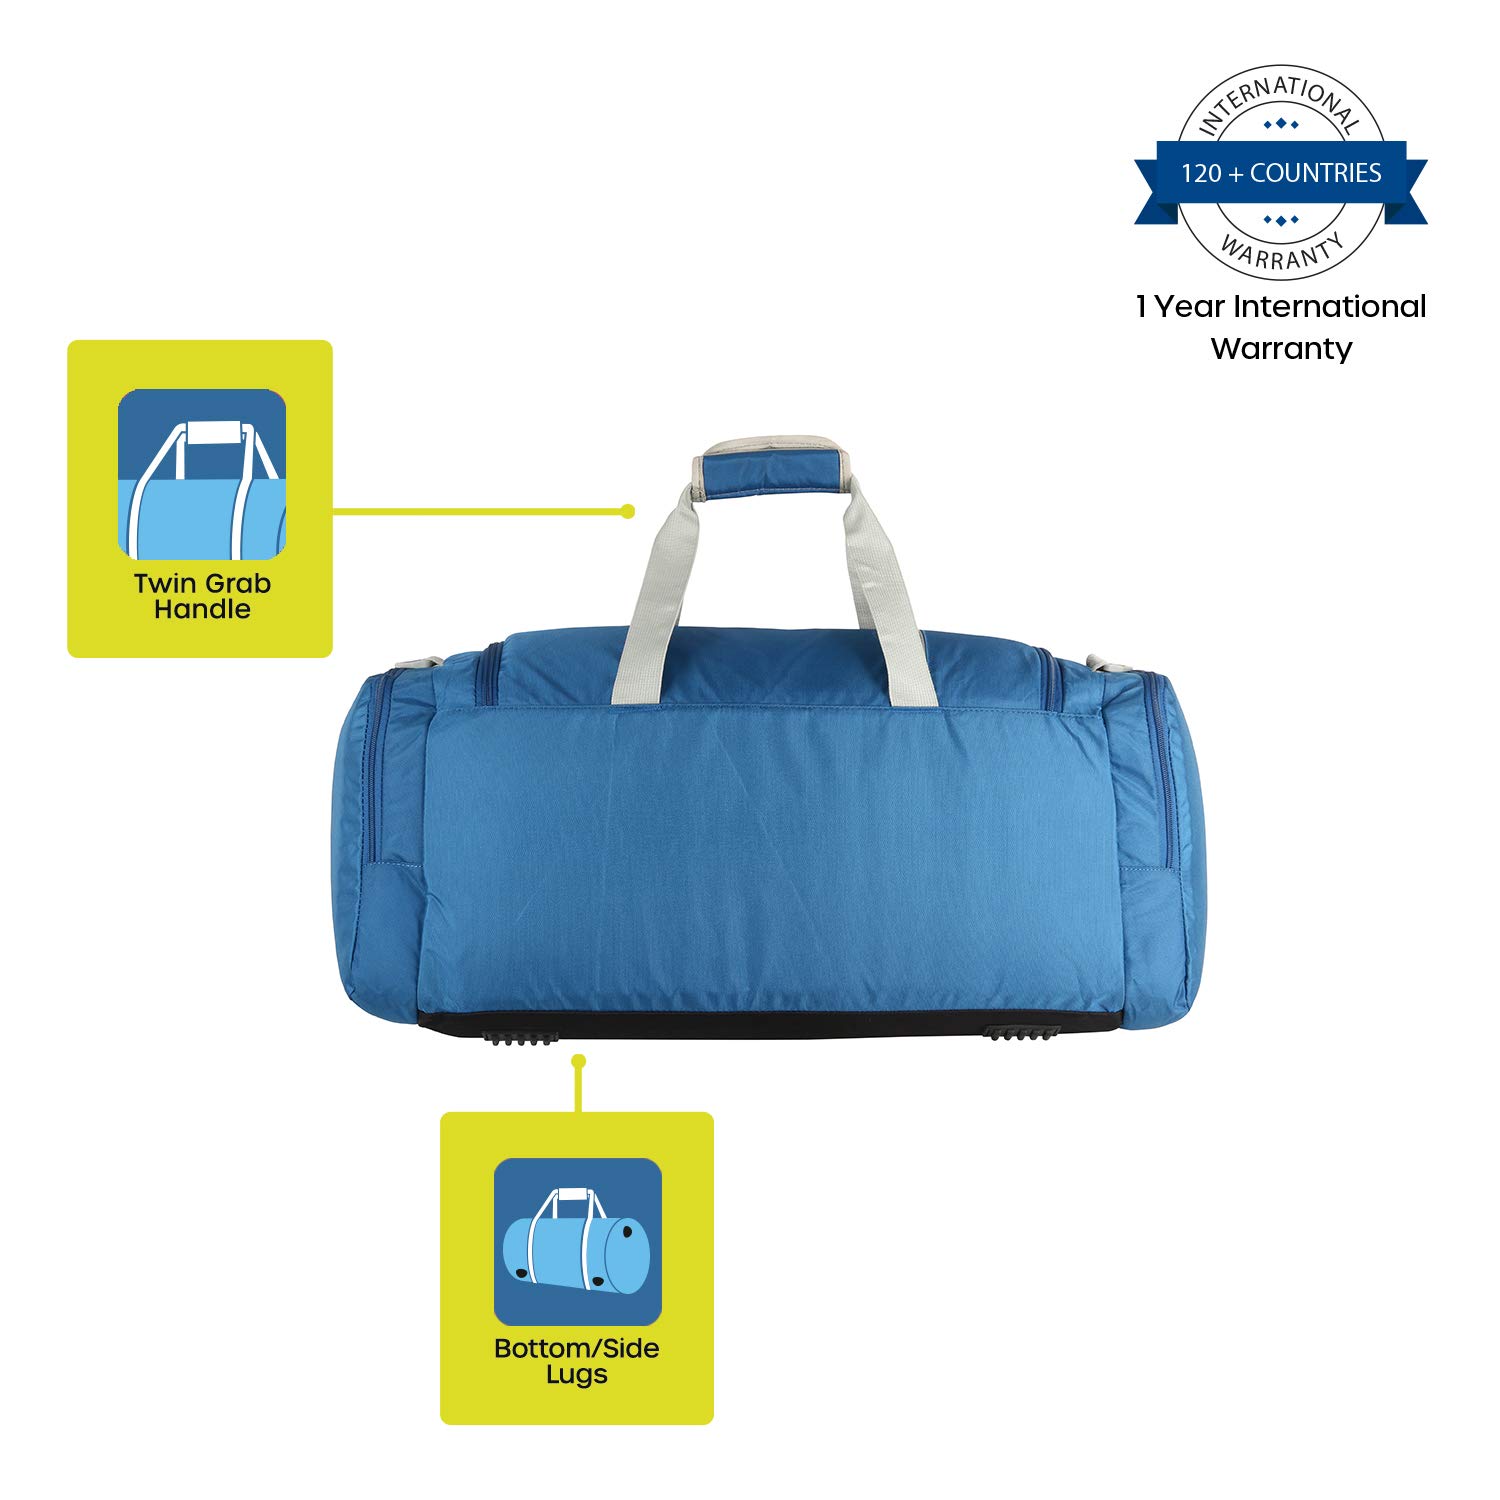 INTERNATIONAL
120 + COUNTRIES
WARRANTY
1 Year International
Warranty
Twin Grab
Handle
Bottom/Side
Lugs